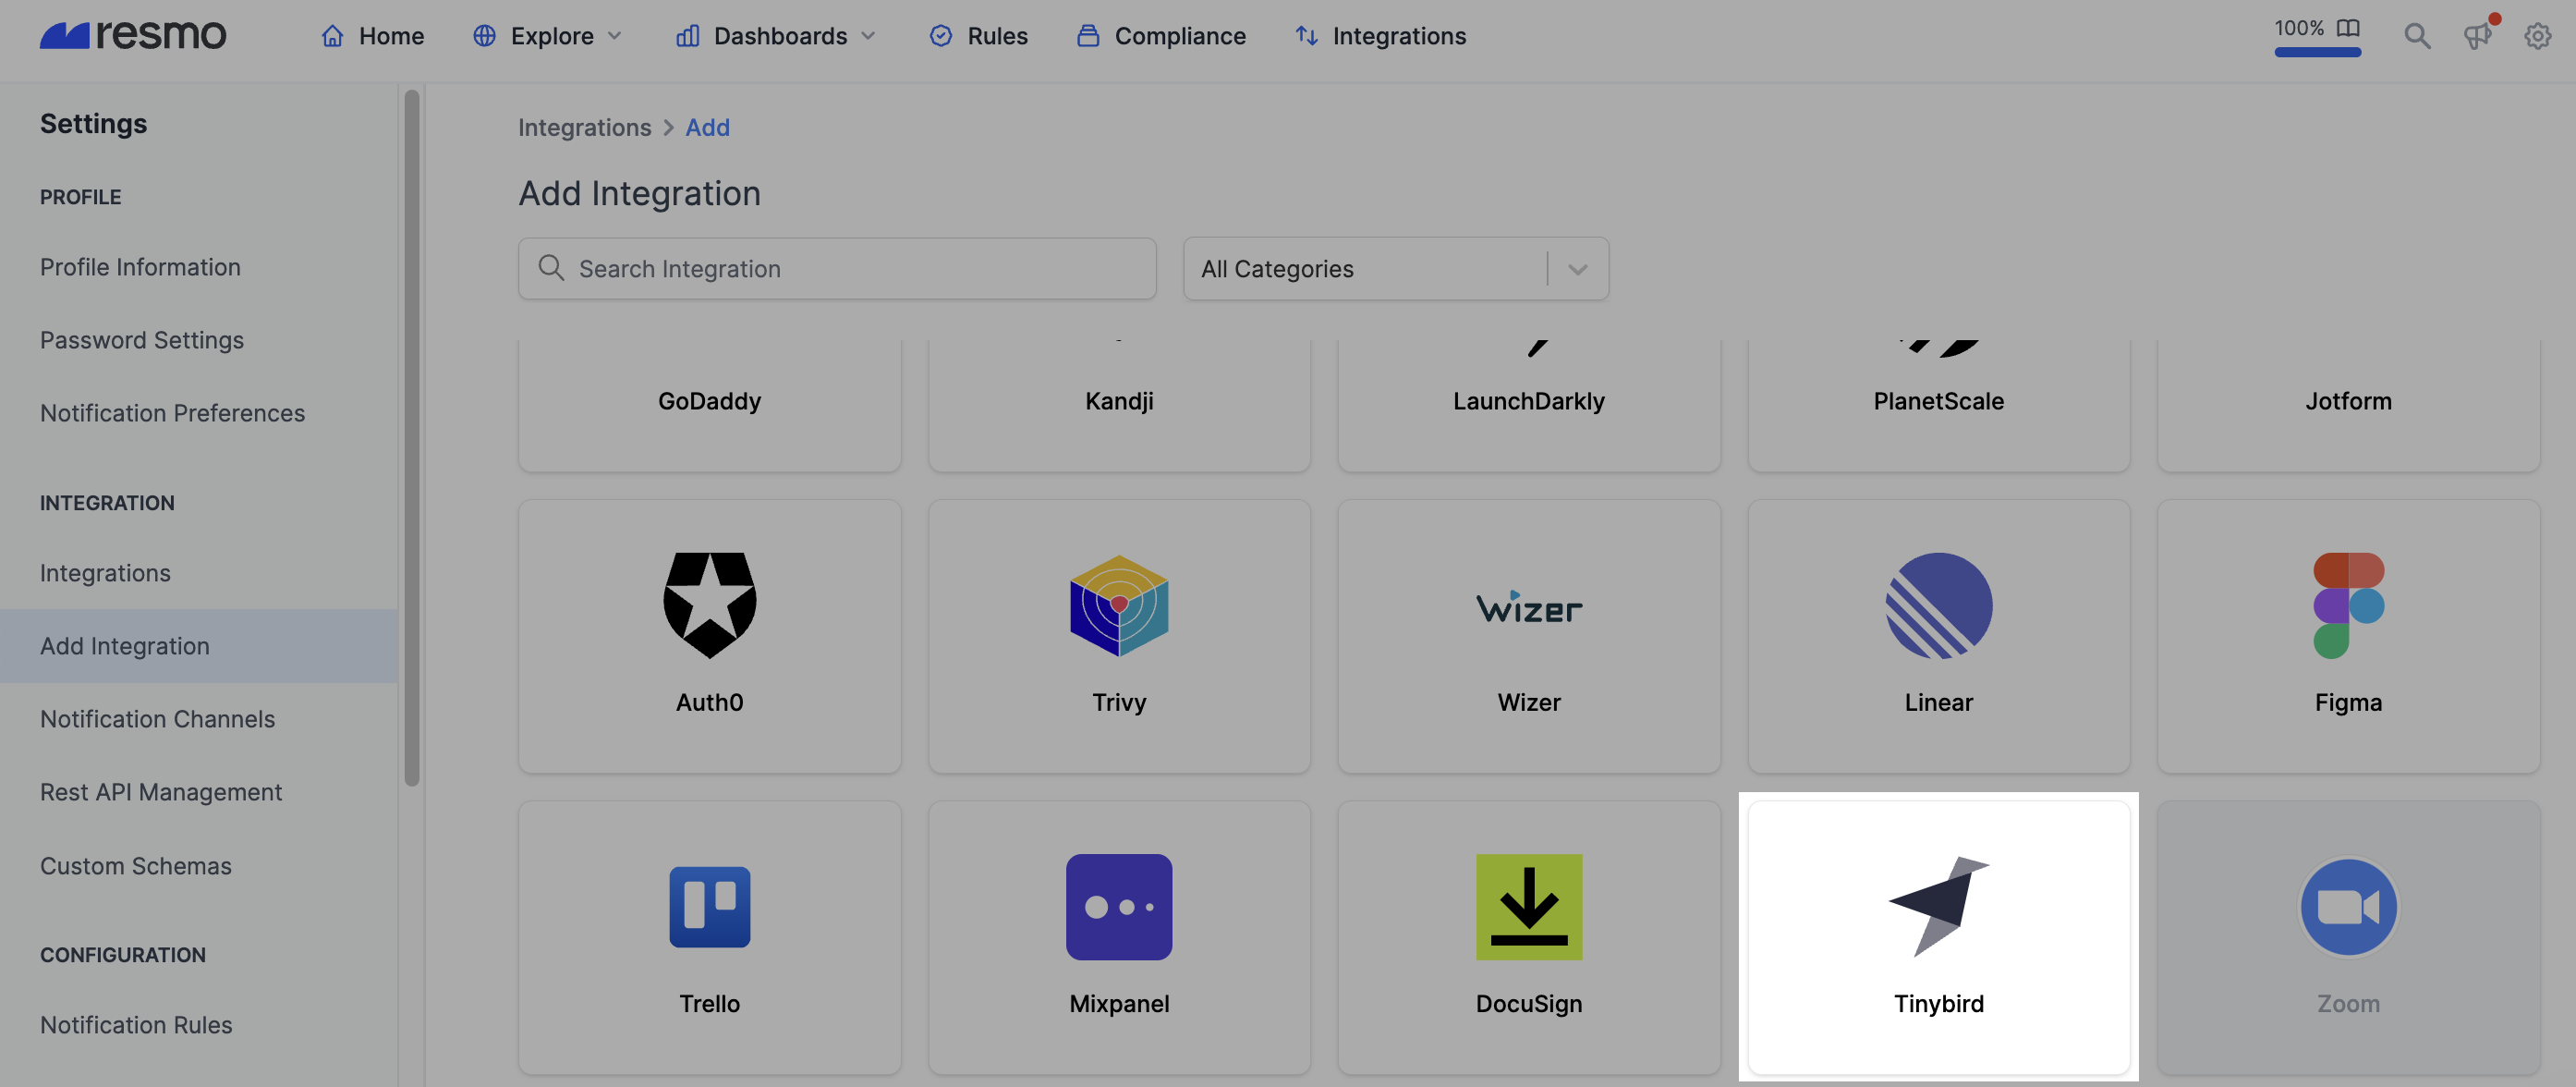 resmo
Home
Explore
Dashboards
Rules
Compliance
Integrations
100%
Settings
PROFILE
Profile Information
Password Settings
Notification Preferences
INTEGRATION
Integrations
Add Integration
Notification Channels
Rest API Management
Custom Schemas
CONFIGURATION
Notification Rules
Integrations > Add
Add Integration
Search Integration
All Categories
GoDaddy
Kandji
LaunchDarkly
PlanetScale
Jotform
Wizer
Auth0
Trivy
Wizer
Linear
Figma
Trello
Mixpanel
DocuSign
Tinybird
Zoom